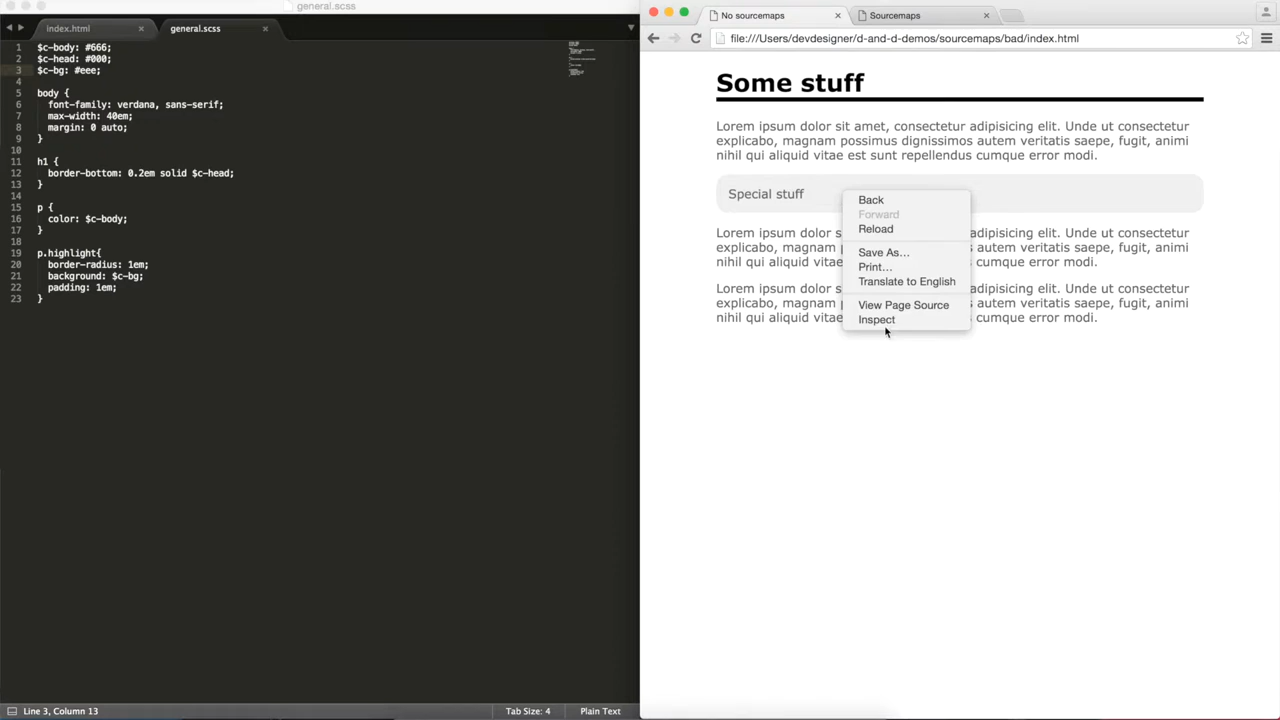 general.scss
index.html
general.scss
1 $c-body: #666;
2 $c-head: #000;
3 $c-bg: #eee;
4
5 body {
6 font-family: verdana, sans-serif;
7 max-width: 40em;
8 margin: 0 auto;
9 }
10
11 h1 {
12 border-bottom: 0.2em solid $c-head;
13 }
14
15 p {
16 color: $c-body;
17 }
18
19 p.highlight{
20 border-radius: 1em;
21 background: $c-bg;
22 padding: 1em;
23 }
Line 3, Column 13
Tab Size: 4
Plain Text
No sourcemaps
Sourcemaps
file:///Users/devdesigner/d-and-d-demos/sourcemaps/bad/index.html
Some stuff
Lorem ipsum dolor sit amet, consectetur adipisicing elit. Unde ut consectetur
explicabo, magnam possimus dignissimos autem veritatis saepe, fugit, animi
nihil qui aliquid vitae est sunt repellendus cumque error modi.
Special stuff
Lorem ipsum dolor s adipisicing elit. Unde ut consectetur
explicabo, magnam p autem veritatis saepe, fugit, animi
nihil qui aliquid vitae cumque error modi.
Lorem ipsum dolor s adipisicing elit. Unde ut consectetur
explicabo, magnam p autem veritatis saepe, fugit, animi
nihil qui aliquid vitae cumque error modi.
Back
Forward
Reload
Save As...
Print...
Translate to English
View Page Source
Inspect